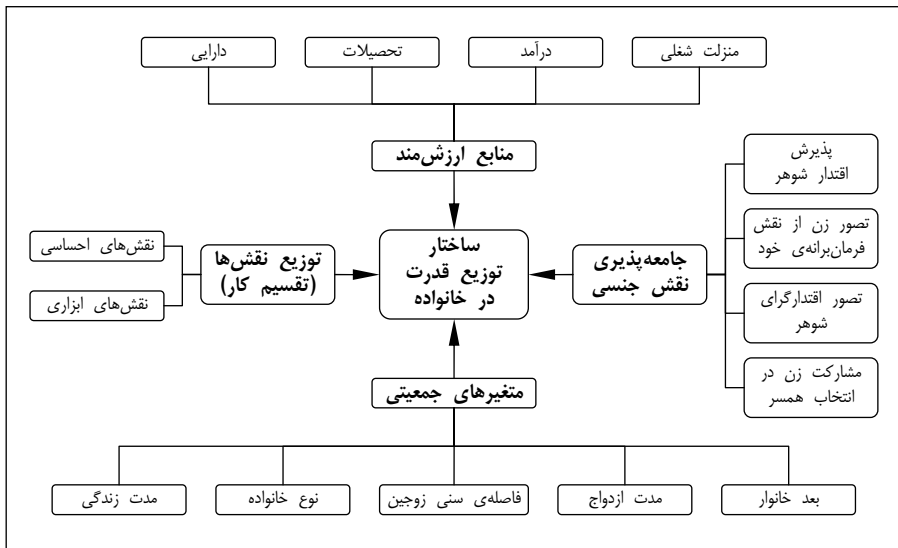 منزلت شغلی
درآمد
تحصیلات
دارایی
منابع ارزش‌مند
پذیرش
اقتدار شوهر
تصور زن از نقش
فرمان‌برانه‌ی خود
تصور اقتدارگرای
شوهر
مشارکت زن در
انتخاب همسر
جامعه‌پذیری
نقش جنسی
ساختار
توزیع قدرت
در خانواده
توزیع نقش‌ها
(تقسیم کار)
نقش‌های احساسی
نقش‌های ابزاری
متغیرهای جمعیتی
بعد خانوار
مدت ازدواج
فاصله‌ی سنی زوجین
نوع خانواده
مدت زندگی